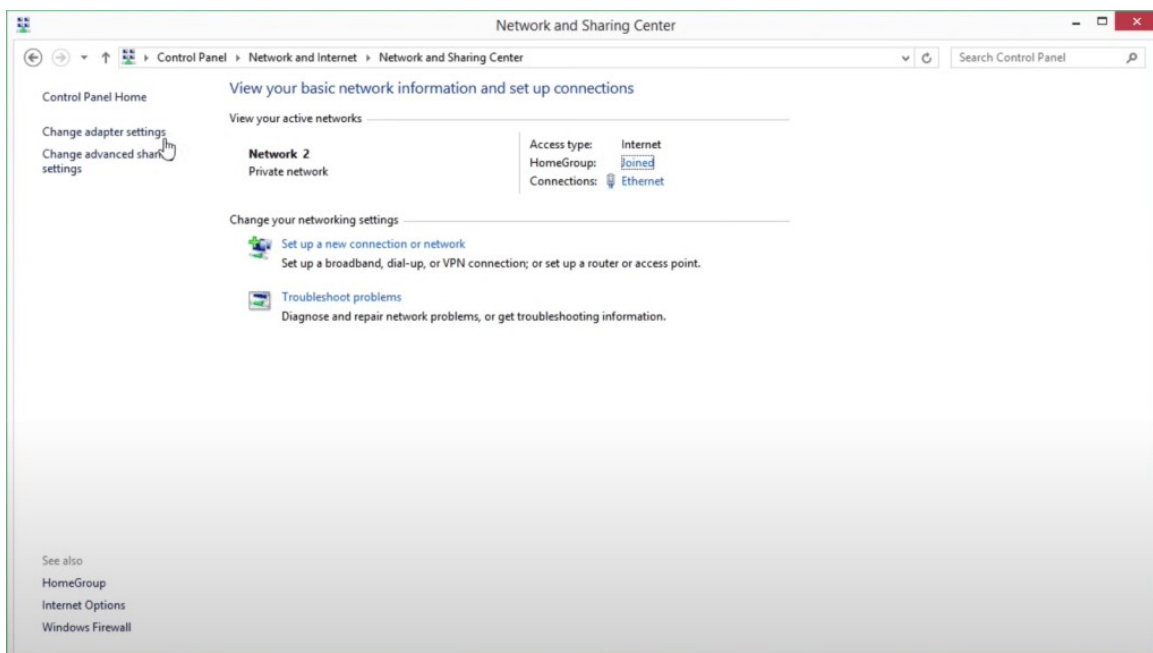 Network and Sharing Center
Control Panel Network and Internet Network and Sharing Center
Search Control Panel
Control Panel Home
Change adapter settings
Change advanced shar
settings
View your basic network information and set up connections
View your active networks
Network 2
Private network
Access type: Internet
HomeGroup: Joined
Connections: Ethernet
Change your networking settings
Set up a new connection or network
Set up a broadband, dial-up, or VPN connection; or set up a router or access point.
Troubleshoot problems
Diagnose and repair network problems, or get troubleshooting information.
See also
HomeGroup
Internet Options
Windows Firewall